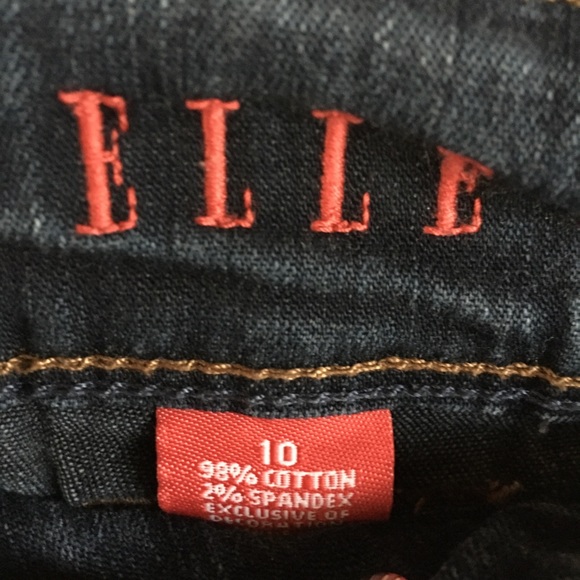 ELLE
10
98% COTTON
2% SPANDEX
EXCLUSIVE OF